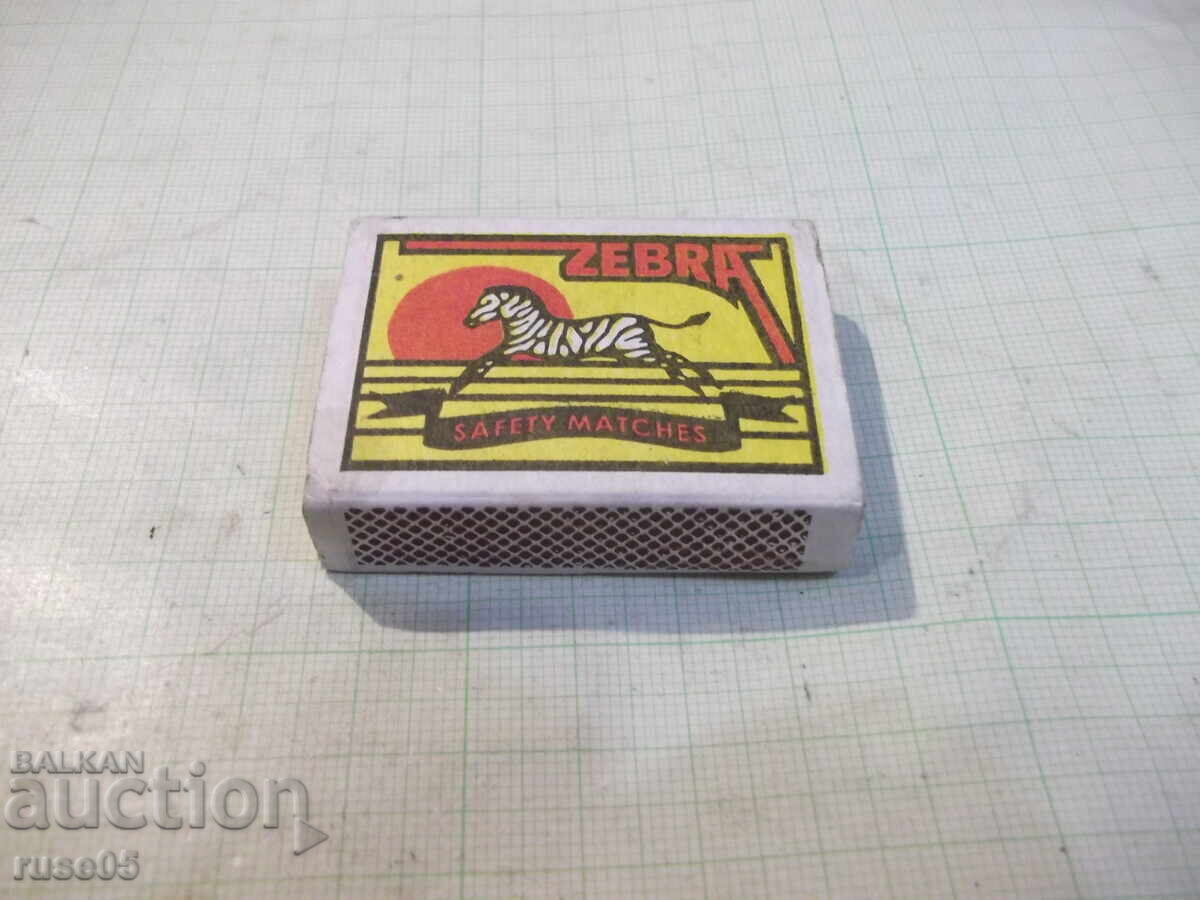 ZEBRA
SAFETY MATCHES
BALKAN
auction
ruse05